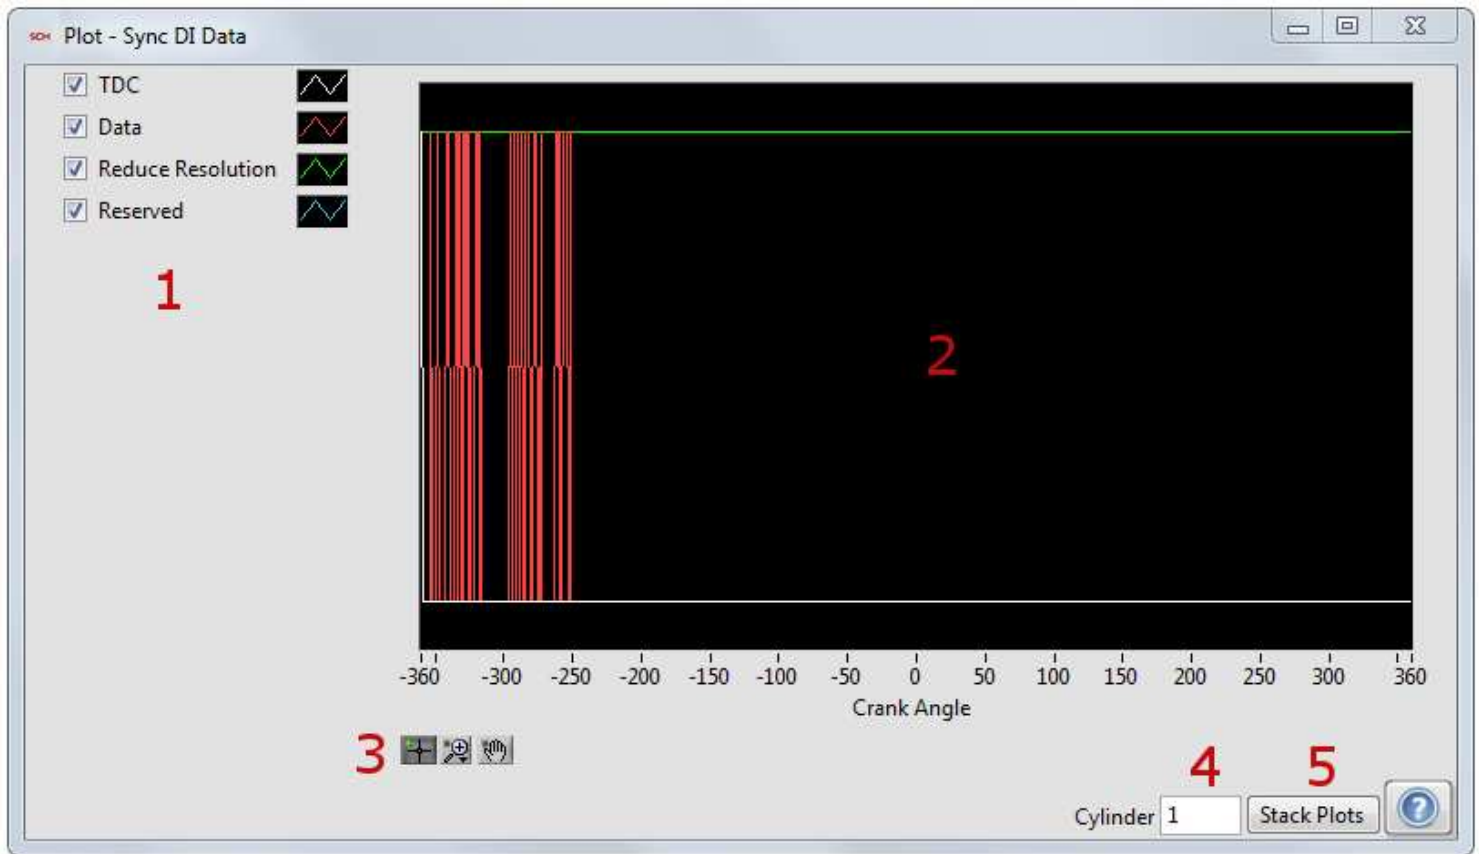 Plot - Sync DI Data
TDC
Data
Reduce Resolution
Reserved
1
2
-360 -300 -250 -200 -150 -100 -50 0 50 100 150 200 250 300 360
Crank Angle
3
4
5
Cylinder 1 Stack Plots ?